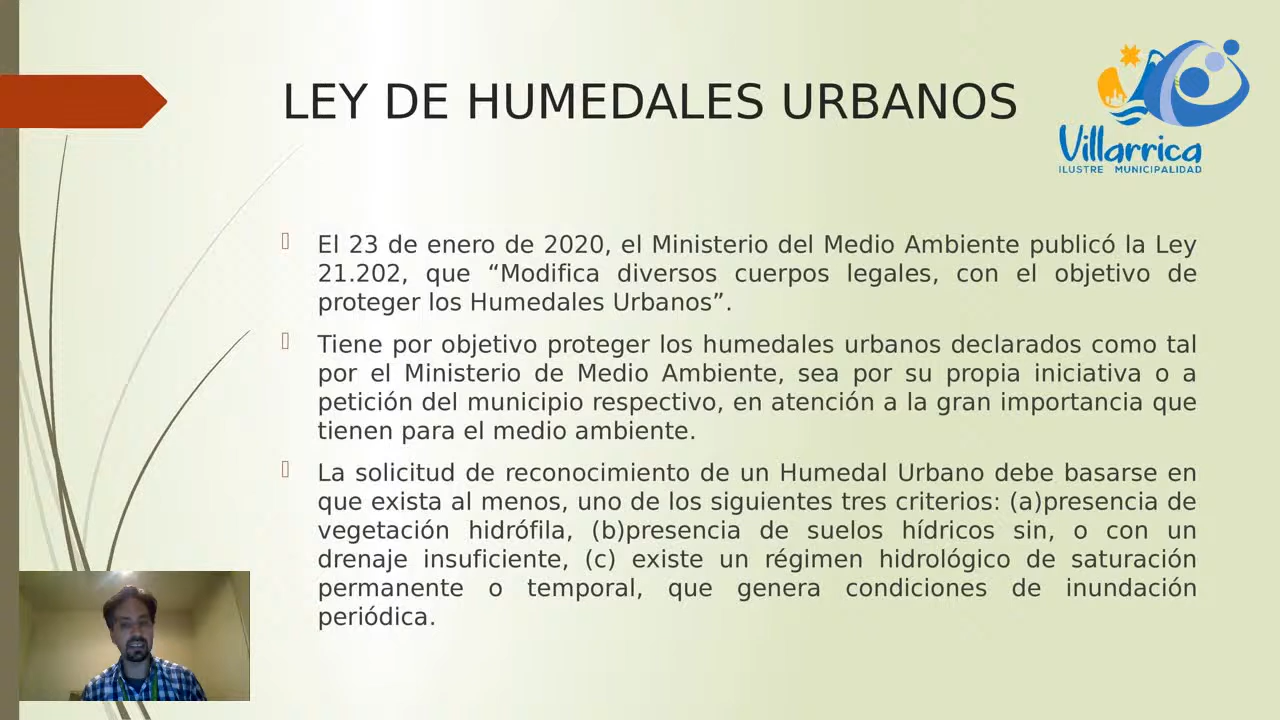 LEY DE HUMEDALES URBANOS
Villarrica
ILUSTRE MUNICIPALIDAD
El 23 de enero de 2020, el Ministerio del Medio Ambiente publicó la Ley
21.202, que “Modifica diversos cuerpos legales, con el objetivo de
proteger los Humedales Urbanos”.
Tiene por objetivo proteger los humedales urbanos declarados como tal
por el Ministerio de Medio Ambiente, sea por su propia iniciativa o a
petición del municipio respectivo, en atención a la gran importancia que
tienen para el medio ambiente.
La solicitud de reconocimiento de un Humedal Urbano debe basarse en
que exista al menos, uno de los siguientes tres criterios: (a)presencia de
vegetación hidrófila, (b)presencia de suelos hídricos sin, o con un
drenaje insuficiente, (c) existe un régimen hidrológico de saturación
permanente o temporal, que genera condiciones de inundación
periódica.